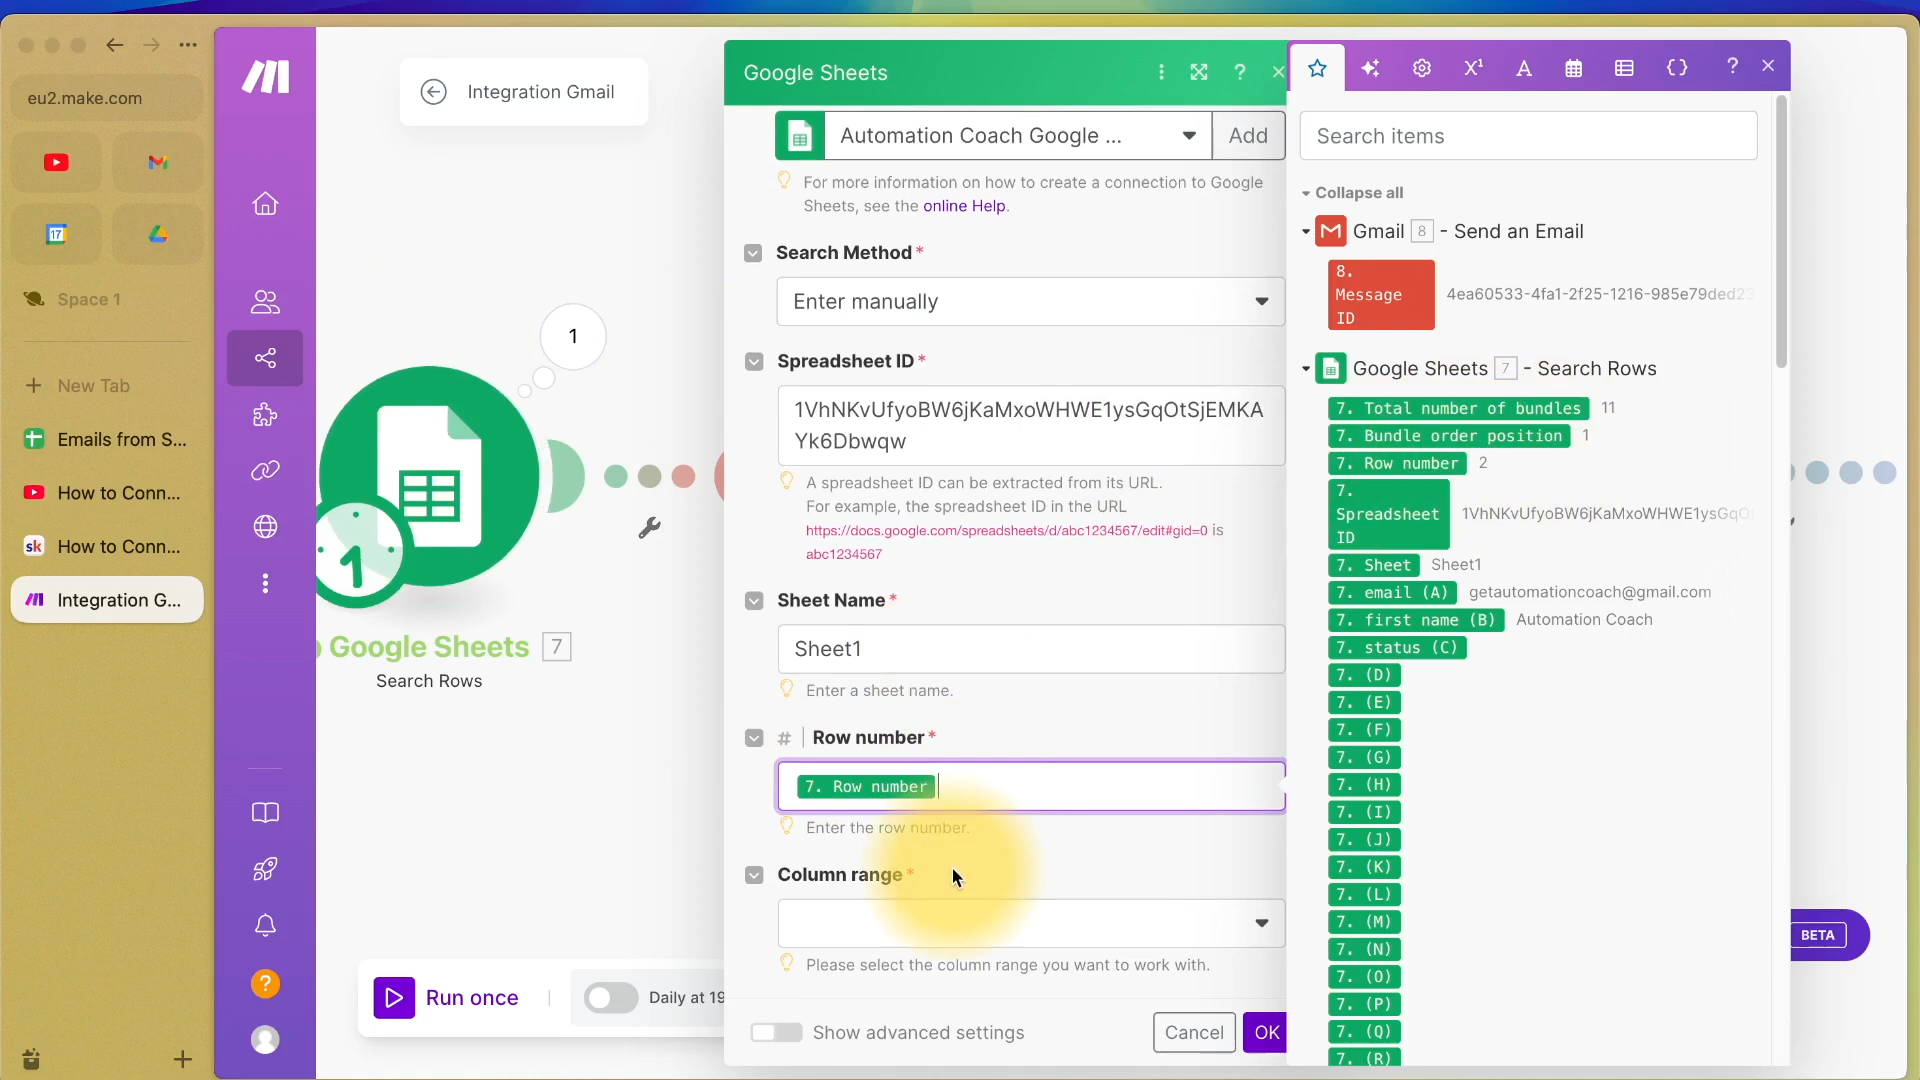 eu2.make.com
Space 1
New Tab
Emails from S...
How to Conn...
sk How to Conn...
Integration G...
17
Integration Gmail
1
1
Google Sheets 7
Search Rows
Run once
Daily at 19
Google Sheets
Automation Coach Google ...
Add
For more information on how to create a connection to Google
Sheets, see the online Help.
Search Method *
Enter manually
Spreadsheet ID *
1VhNKvUfyoBW6jKaMxoWHWE1ysGqOtSjEMKA
Yk6Dbwqw
A spreadsheet ID can be extracted from its URL.
For example, the spreadsheet ID in the URL
https://docs.google.com/spreadsheets/d/abc1234567/edit#gid=0 is
abc1234567
Sheet Name *
Sheet1
Enter a sheet name.
# | Row number *
7. Row number
Enter the row number.
Column range *
Please select the column range you want to work with.
Show advanced settings
Cancel
OK
Search items
Collapse all
Gmail 8 - Send an Email
8.
Message
ID
4ea60533-4fa1-2f25-1216-985e79ded23
Google Sheets 7 - Search Rows
7. Total number of bundles 11
7. Bundle order position 1
7. Row number 2
7.
Spreadsheet
ID
1VhNKvUfyoBW6jKaMxoWHWE1ysGqO
7. Sheet Sheet1
7. email (A) getautomationcoach@gmail.com
7. first name (B) Automation Coach
7. status (C)
7. (D)
7. (E)
7. (F)
7. (G)
7. (H)
7. (I)
7. (J)
7. (K)
7. (L)
7. (M)
7. (N)
7. (O)
7. (P)
7. (Q)
7. (R)
BETA